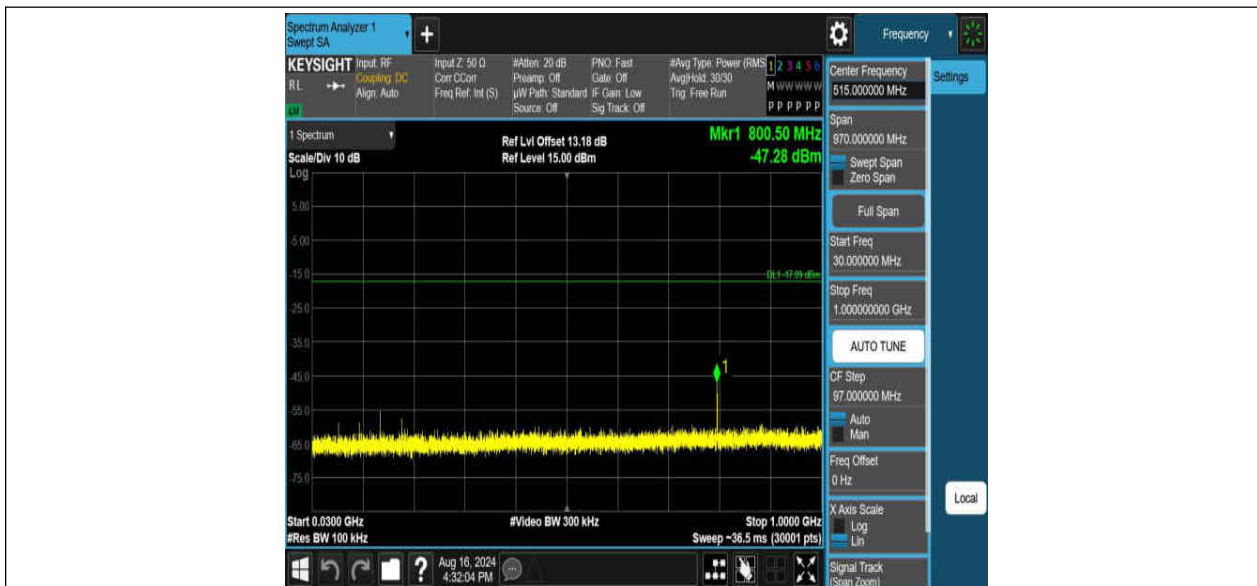 Spectrum Analyzer 1
Swept SA
+
Frequency
KEYSIGHT
RL
Input: RF
Coupling: DC
Align: Auto
Input Z: 50 Ω
Corr CCorr
Freq Ref: Int (S)
#Atten: 20 dB
Preamp: Off
µW Path: Standard
Source: Off
PNO: Fast
Gate: Off
IF Gain: Low
Sig Track: Off
#Avg Type: Power (RMS
Avg|Hold: 30/30
Trig: Free Run
1 2 3 4 5 6
M W W W W W
P P P P P P
1 Spectrum
Scale/Div 10 dB
Ref Lvl Offset 13.18 dB
Ref Level 15.00 dBm
Mkr1 800.50 MHz
-47.28 dBm
Log
5.00
-5.00
-15.0
DL1 -17.09 dBm
-25.0
-35.0
1
-45.0
-55.0
-65.0
-75.0
Start 0.0300 GHz
#Res BW 100 kHz
#Video BW 300 kHz
Stop 1.0000 GHz
Sweep ~36.5 ms (30001 pts)
?
Aug 16, 2024
4:32:04 PM
Center Frequency
515.000000 MHz
Span
970.000000 MHz
Swept Span
Zero Span
Full Span
Start Freq
30.000000 MHz
Stop Freq
1.000000000 GHz
AUTO TUNE
CF Step
97.000000 MHz
Auto
Man
Freq Offset
0 Hz
X Axis Scale
Log
Lin
Signal Track
(Span Zoom)
Settings
Local